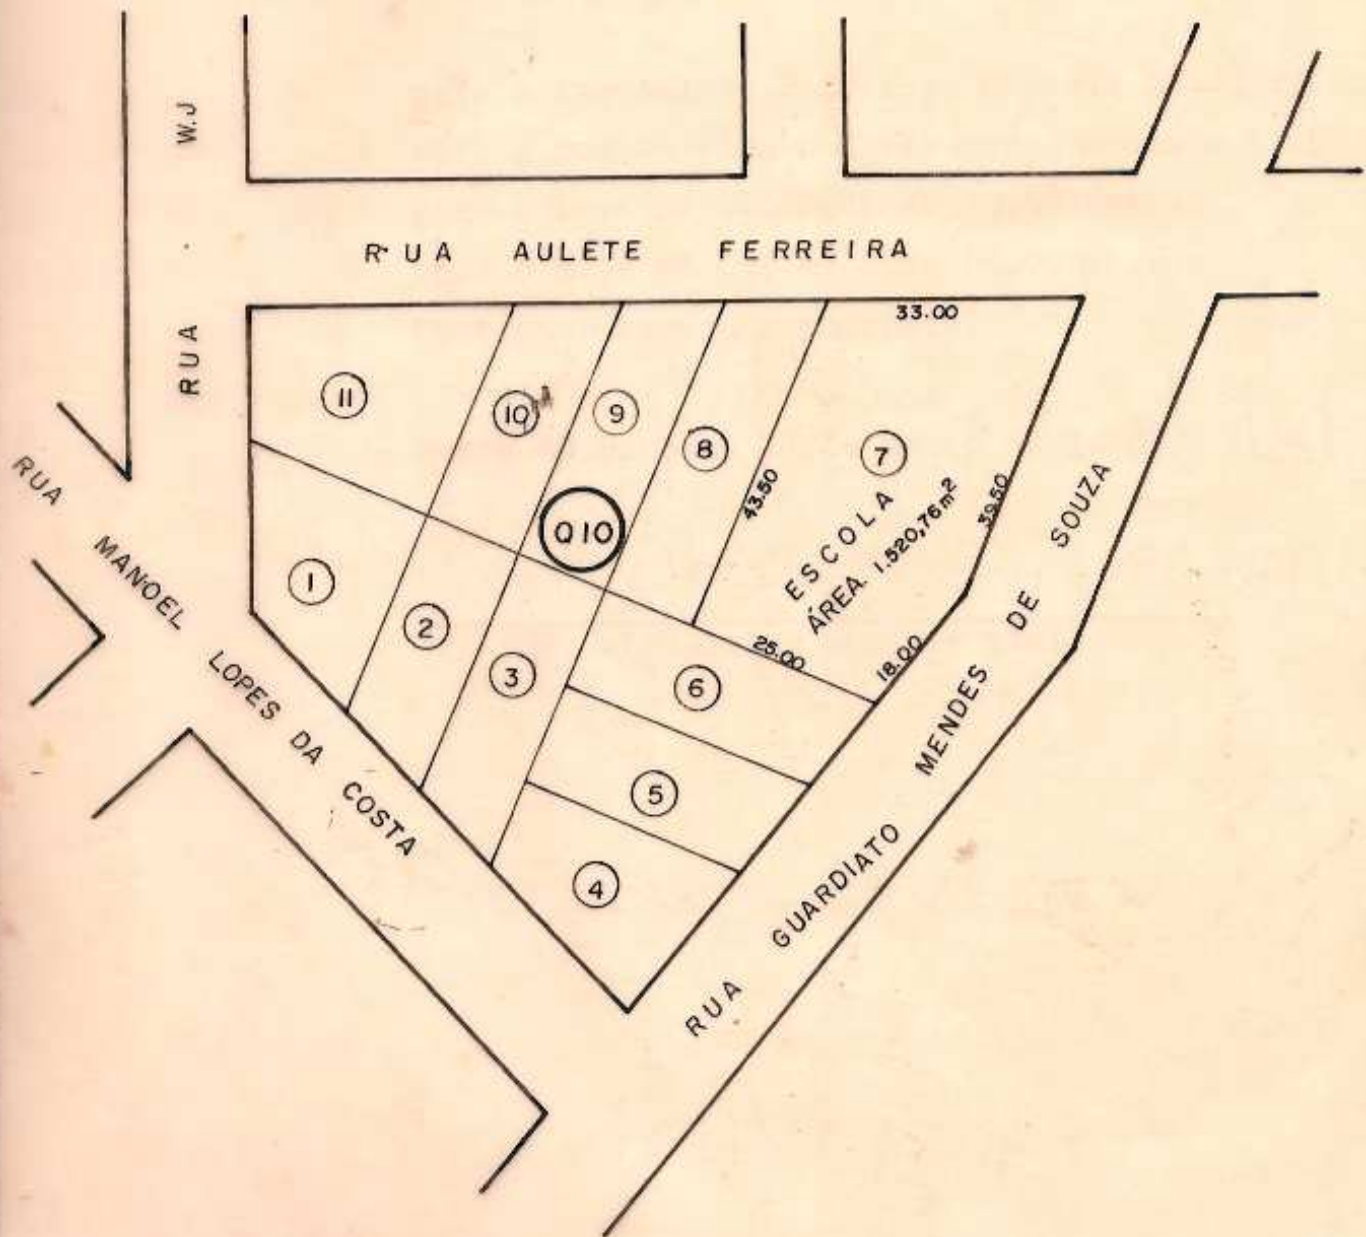 RUA W.J
RUA AULETE FERREIRA
33.00
11
10
9
8
7
43.50
ESCOLA
ÁREA. 1.520,76m²
39.50
Q10
RUA MANOEL LOPES DA COSTA
1
2
3
25.00
18.00
6
5
4
RUA GUARDIATO MENDES DE SOUZA